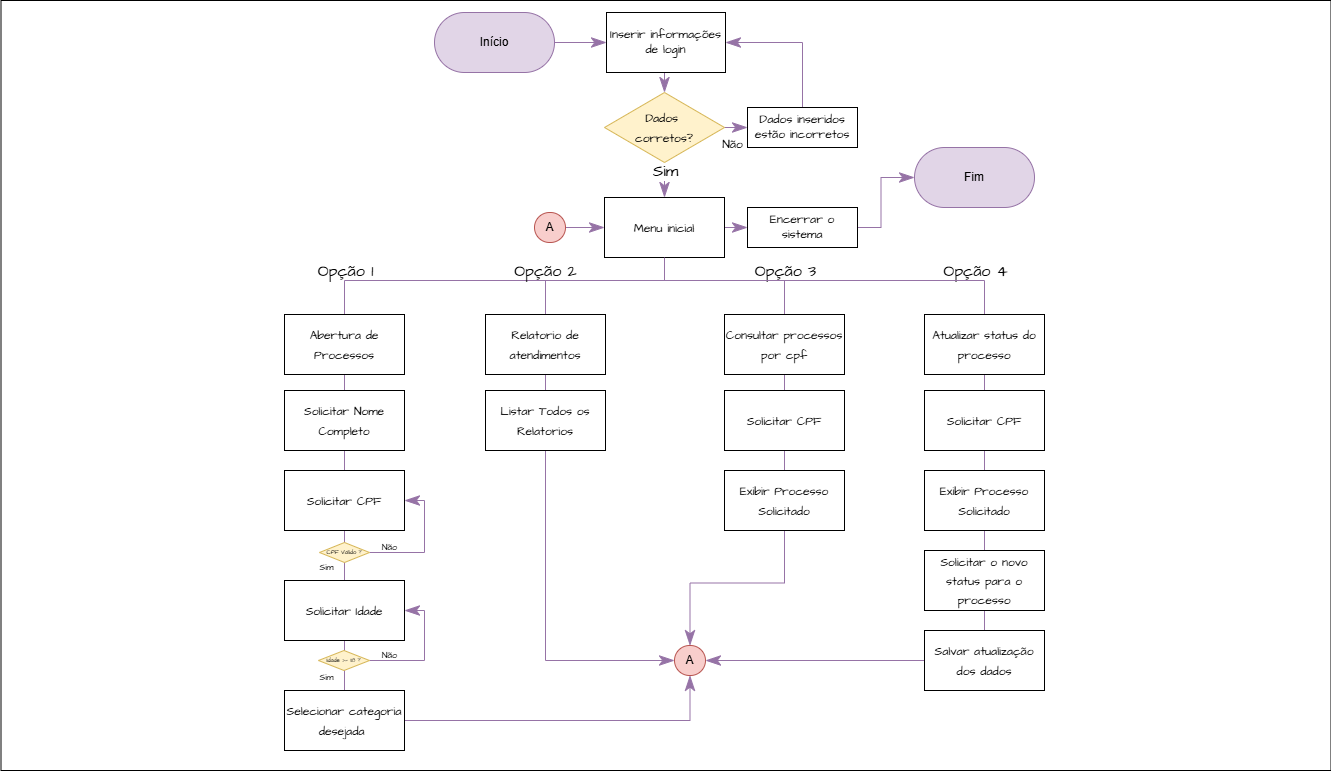 Início
Inserir informações
de login
Dados
corretos?
Não
Dados inseridos
estão incorretos
Sim
Fim
A
Menu inicial
Encerrar o
sistema
Opção 1
Opção 2
Opção 3
Opção 4
Abertura de
Processos
Relatorio de
atendimentos
Consultar processos
por cpf
Atualizar status do
processo
Solicitar Nome
Completo
Listar Todos os
Relatorios
Solicitar CPF
Solicitar CPF
Solicitar CPF
Exibir Processo
Solicitado
Exibir Processo
Solicitado
CPF Valido ?
Não
Sim
Solicitar o novo
status para o
processo
Solicitar Idade
Idade >= 18 ?
Não
Sim
A
Salvar atualização
dos dados
Selecionar categoria
desejada